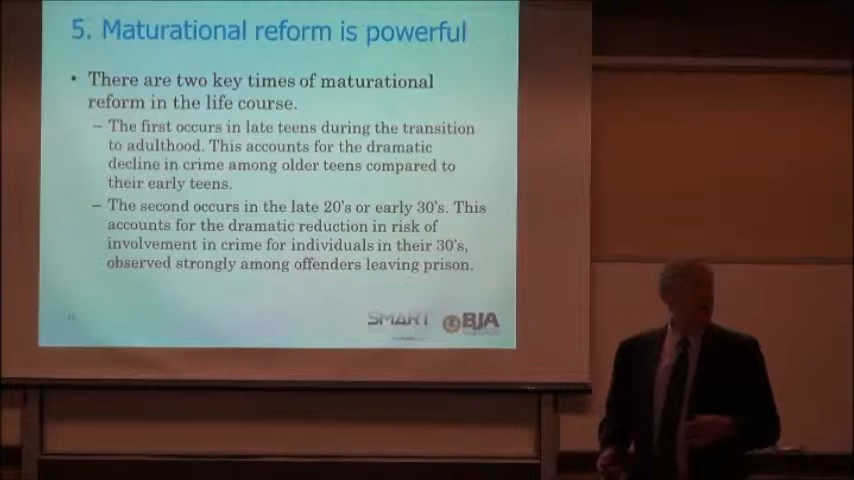 5. Maturational reform is powerful
• There are two key times of maturational
reform in the life course.
– The first occurs in late teens during the transition
to adulthood. This accounts for the dramatic
decline in crime among older teens compared to
their early teens.
– The second occurs in the late 20's or early 30's. This
accounts for the dramatic reduction in risk of
involvement in crime for individuals in their 30's,
observed strongly among offenders leaving prison.
SMART
BJA